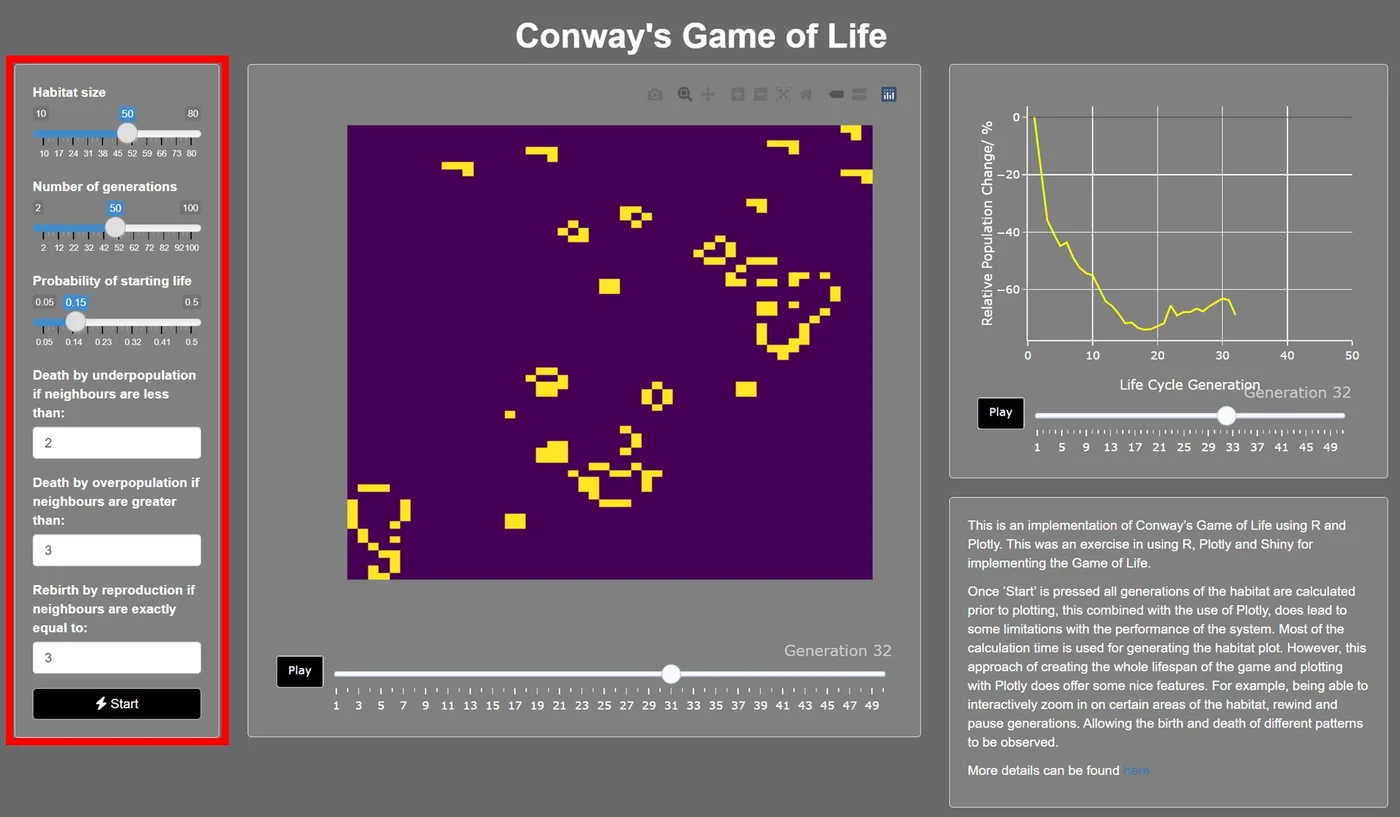 Conway's Game of Life
Habitat size
10 50 80
10 17 24 31 38 45 52 59 66 73 80
Number of generations
2 50 100
2 12 22 32 42 52 62 72 82 92 100
Probability of starting life
0.05 0.15 0.5
0.05 0.14 0.23 0.32 0.41 0.5
Death by underpopulation
if neighbours are less
than:
2
Death by overpopulation if
neighbours are greater
than:
3
Rebirth by reproduction if
neighbours are exactly
equal to:
3
Start
Generation 32
Play
1 3 5 7 9 11 13 15 17 19 21 23 25 27 29 31 33 35 37 39 41 43 45 47 49
Relative Population Change/ %
0
−20
−40
−60
0 10 20 30 40 50
Life Cycle Generation
Generation 32
Play
1 5 9 13 17 21 25 29 33 37 41 45 49
This is an implementation of Conway's Game of Life using R and
Plotly. This was an exercise in using R, Plotly and Shiny for
implementing the Game of Life.
Once 'Start' is pressed all generations of the habitat are calculated
prior to plotting, this combined with the use of Plotly, does lead to
some limitations with the performance of the system. Most of the
calculation time is used for generating the habitat plot. However, this
approach of creating the whole lifespan of the game and plotting
with Plotly does offer some nice features. For example, being able to
interactively zoom in on certain areas of the habitat, rewind and
pause generations. Allowing the birth and death of different patterns
to be observed.
More details can be found here